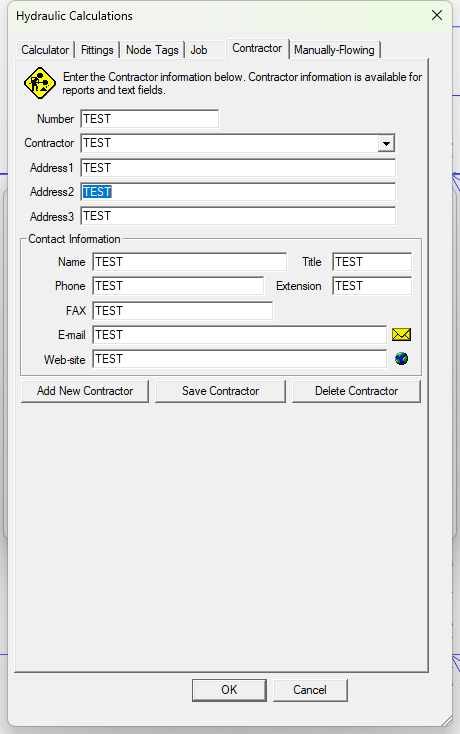 Hydraulic Calculations
Calculator Fittings Node Tags Job Contractor Manually-Flowing
Enter the Contractor information below. Contractor information is available for
reports and text fields.
Number TEST
Contractor TEST
Address1 TEST
Address2 TEST
Address3 TEST
Contact Information
Name TEST Title TEST
Phone TEST Extension TEST
FAX TEST
E-mail TEST
Web-site TEST
Add New Contractor Save Contractor Delete Contractor
OK Cancel